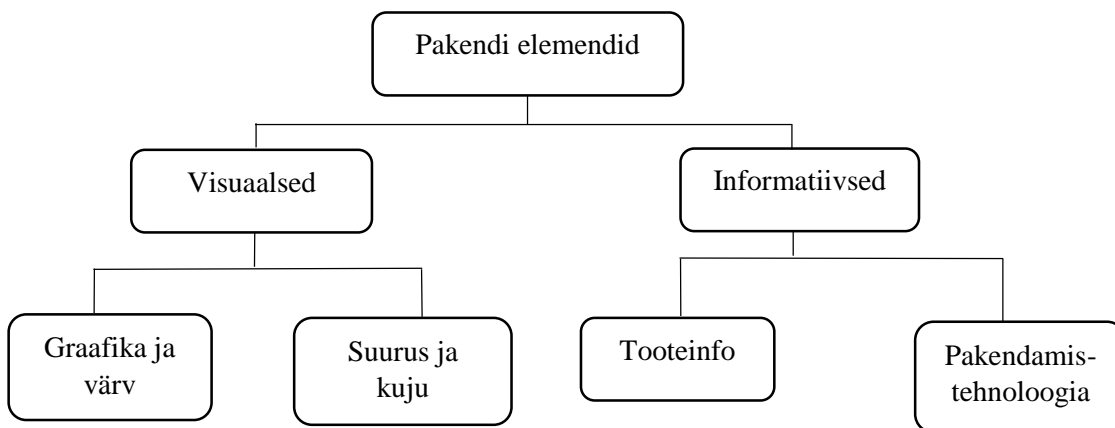 Pakendi elemendid
Visuaalsed
Informatiivsed
Graafika ja
värv
Suurus ja
kuju
Tooteinfo
Pakendamis-
tehnoloogia